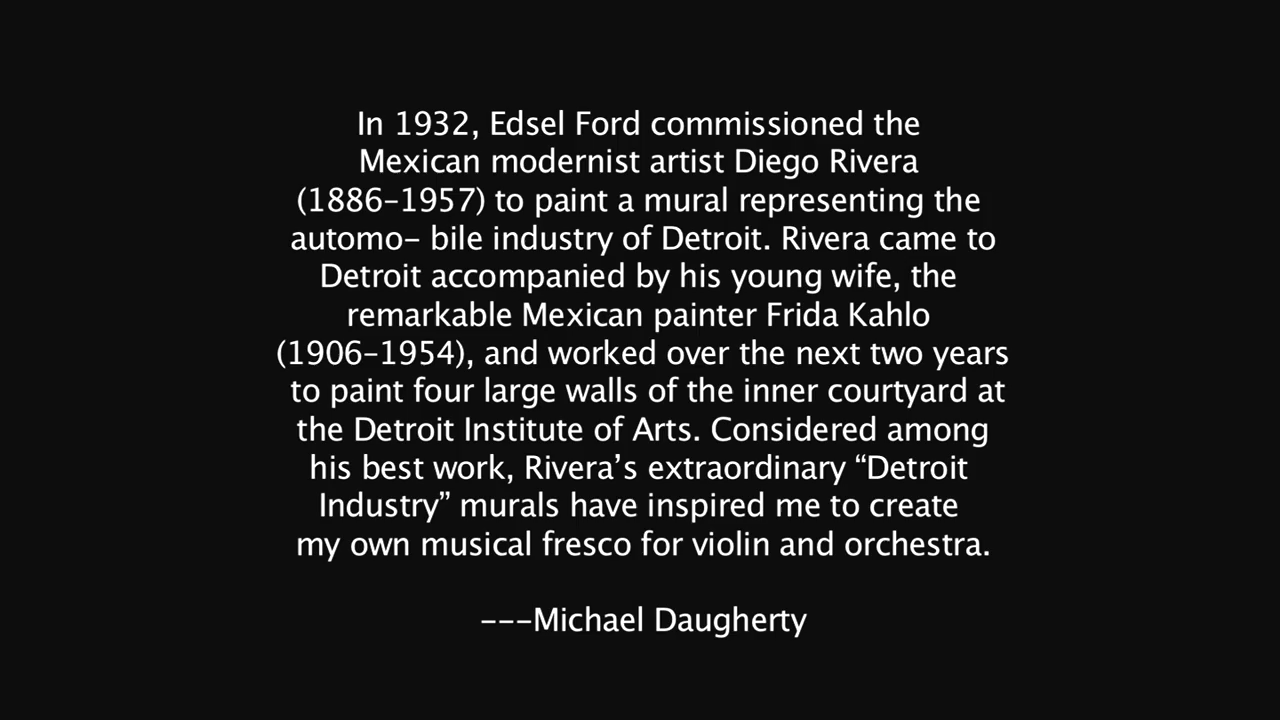 In 1932, Edsel Ford commissioned the
Mexican modernist artist Diego Rivera
(1886–1957) to paint a mural representing the
automo– bile industry of Detroit. Rivera came to
Detroit accompanied by his young wife, the
remarkable Mexican painter Frida Kahlo
(1906–1954), and worked over the next two years
to paint four large walls of the inner courtyard at
the Detroit Institute of Arts. Considered among
his best work, Rivera’s extraordinary “Detroit
Industry” murals have inspired me to create
my own musical fresco for violin and orchestra.
---Michael Daugherty